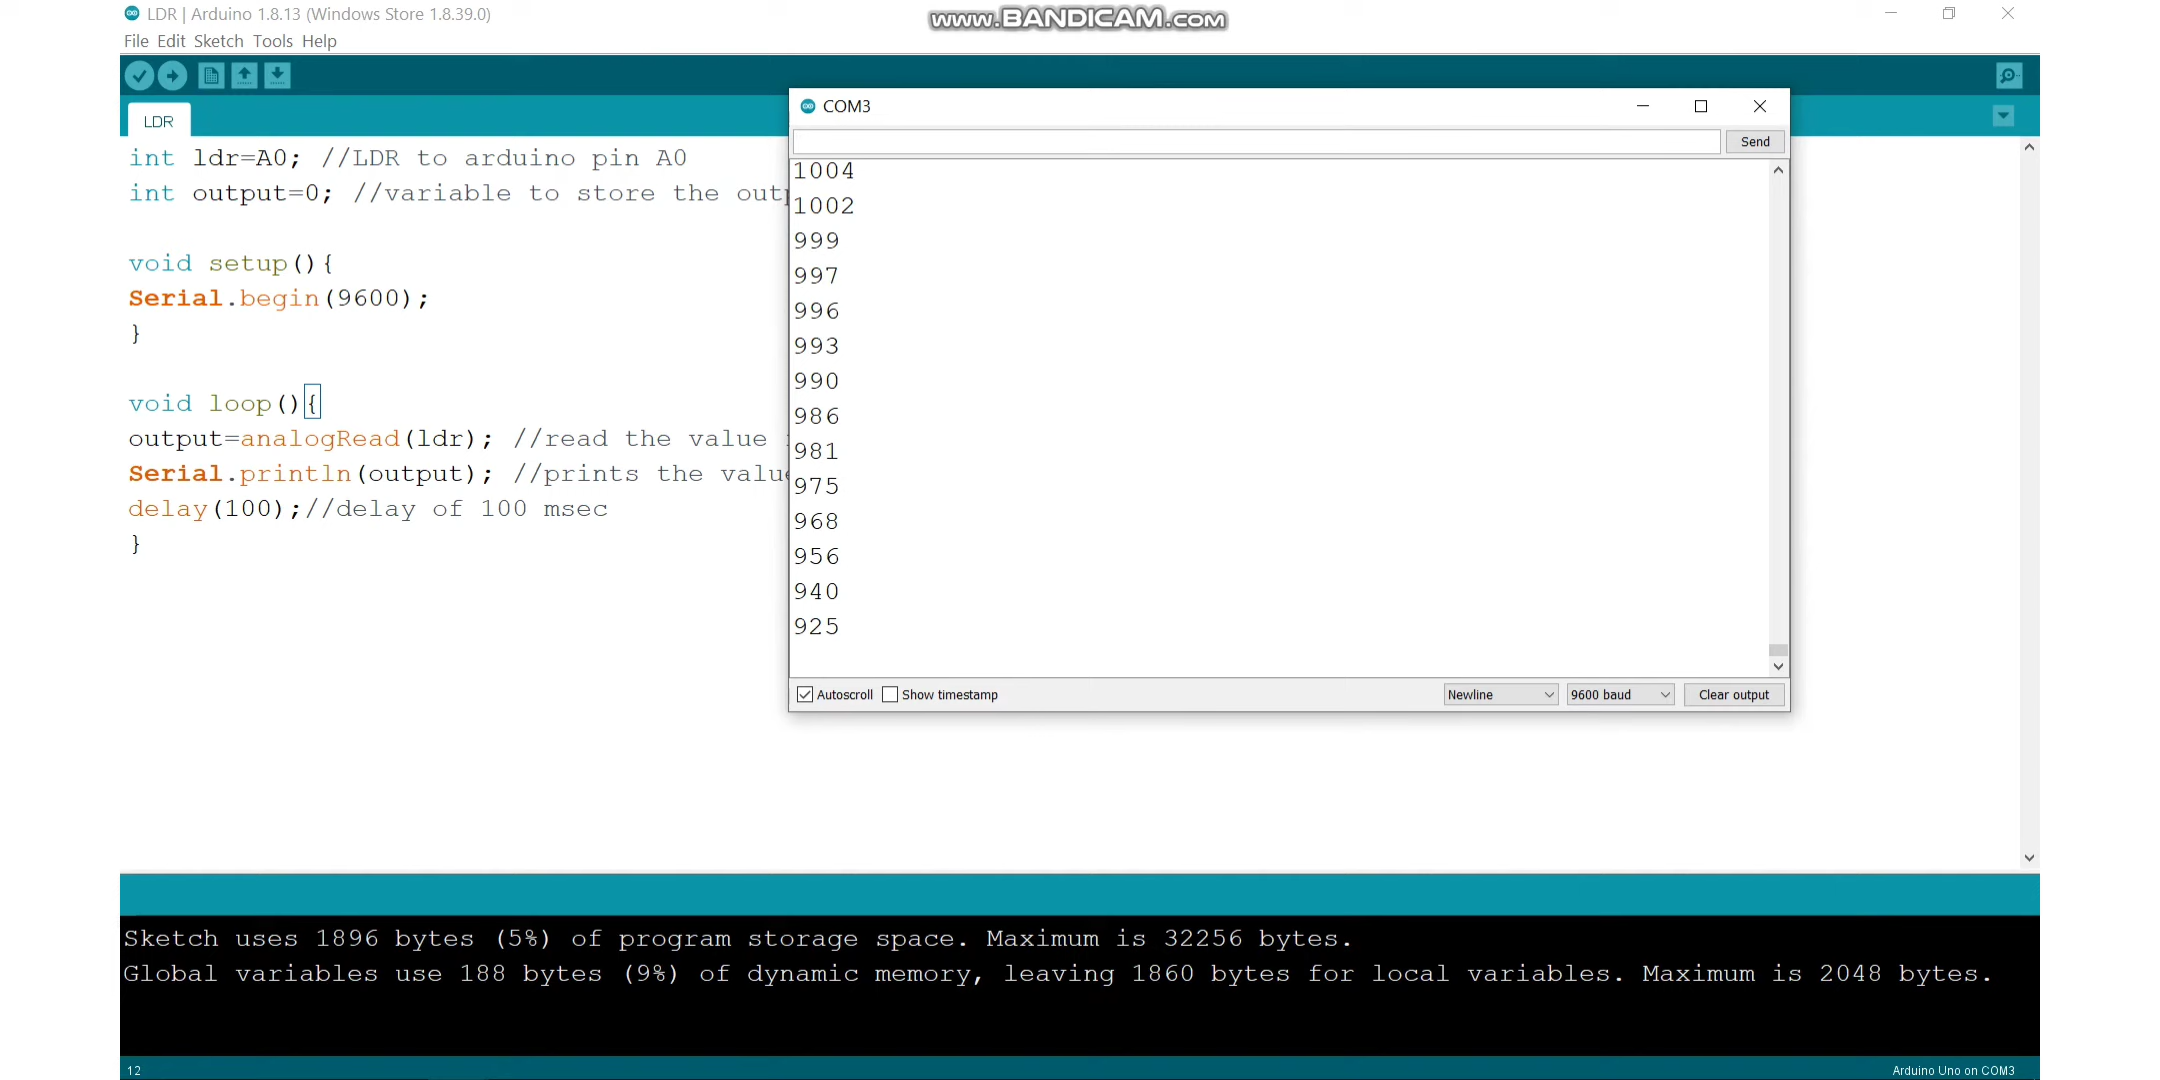 LDR | Arduino 1.8.13 (Windows Store 1.8.39.0)
www.BANDICAM.com
File Edit Sketch Tools Help
LDR
int ldr=A0; //LDR to arduino pin A0
int output=0; //variable to store the outp
void setup(){
Serial.begin(9600);
}
void loop(){
output=analogRead(ldr); //read the value
Serial.println(output); //prints the value
delay(100);//delay of 100 msec
}
COM3
Send
1004
1002
999
997
996
993
990
986
981
975
968
956
940
925
Autoscroll Show timestamp
Newline 9600 baud Clear output
Sketch uses 1896 bytes (5%) of program storage space. Maximum is 32256 bytes.
Global variables use 188 bytes (9%) of dynamic memory, leaving 1860 bytes for local variables. Maximum is 2048 bytes.
12
Arduino Uno on COM3